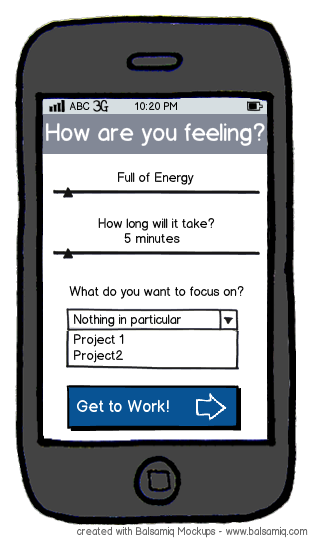 ABC 3G 10:20 PM
How are you feeling?
Full of Energy
How long will it take?
5 minutes
What do you want to focus on?
Nothing in particular
Project 1
Project2
Get to Work!
created with Balsamiq Mockups - www.balsamiq.com